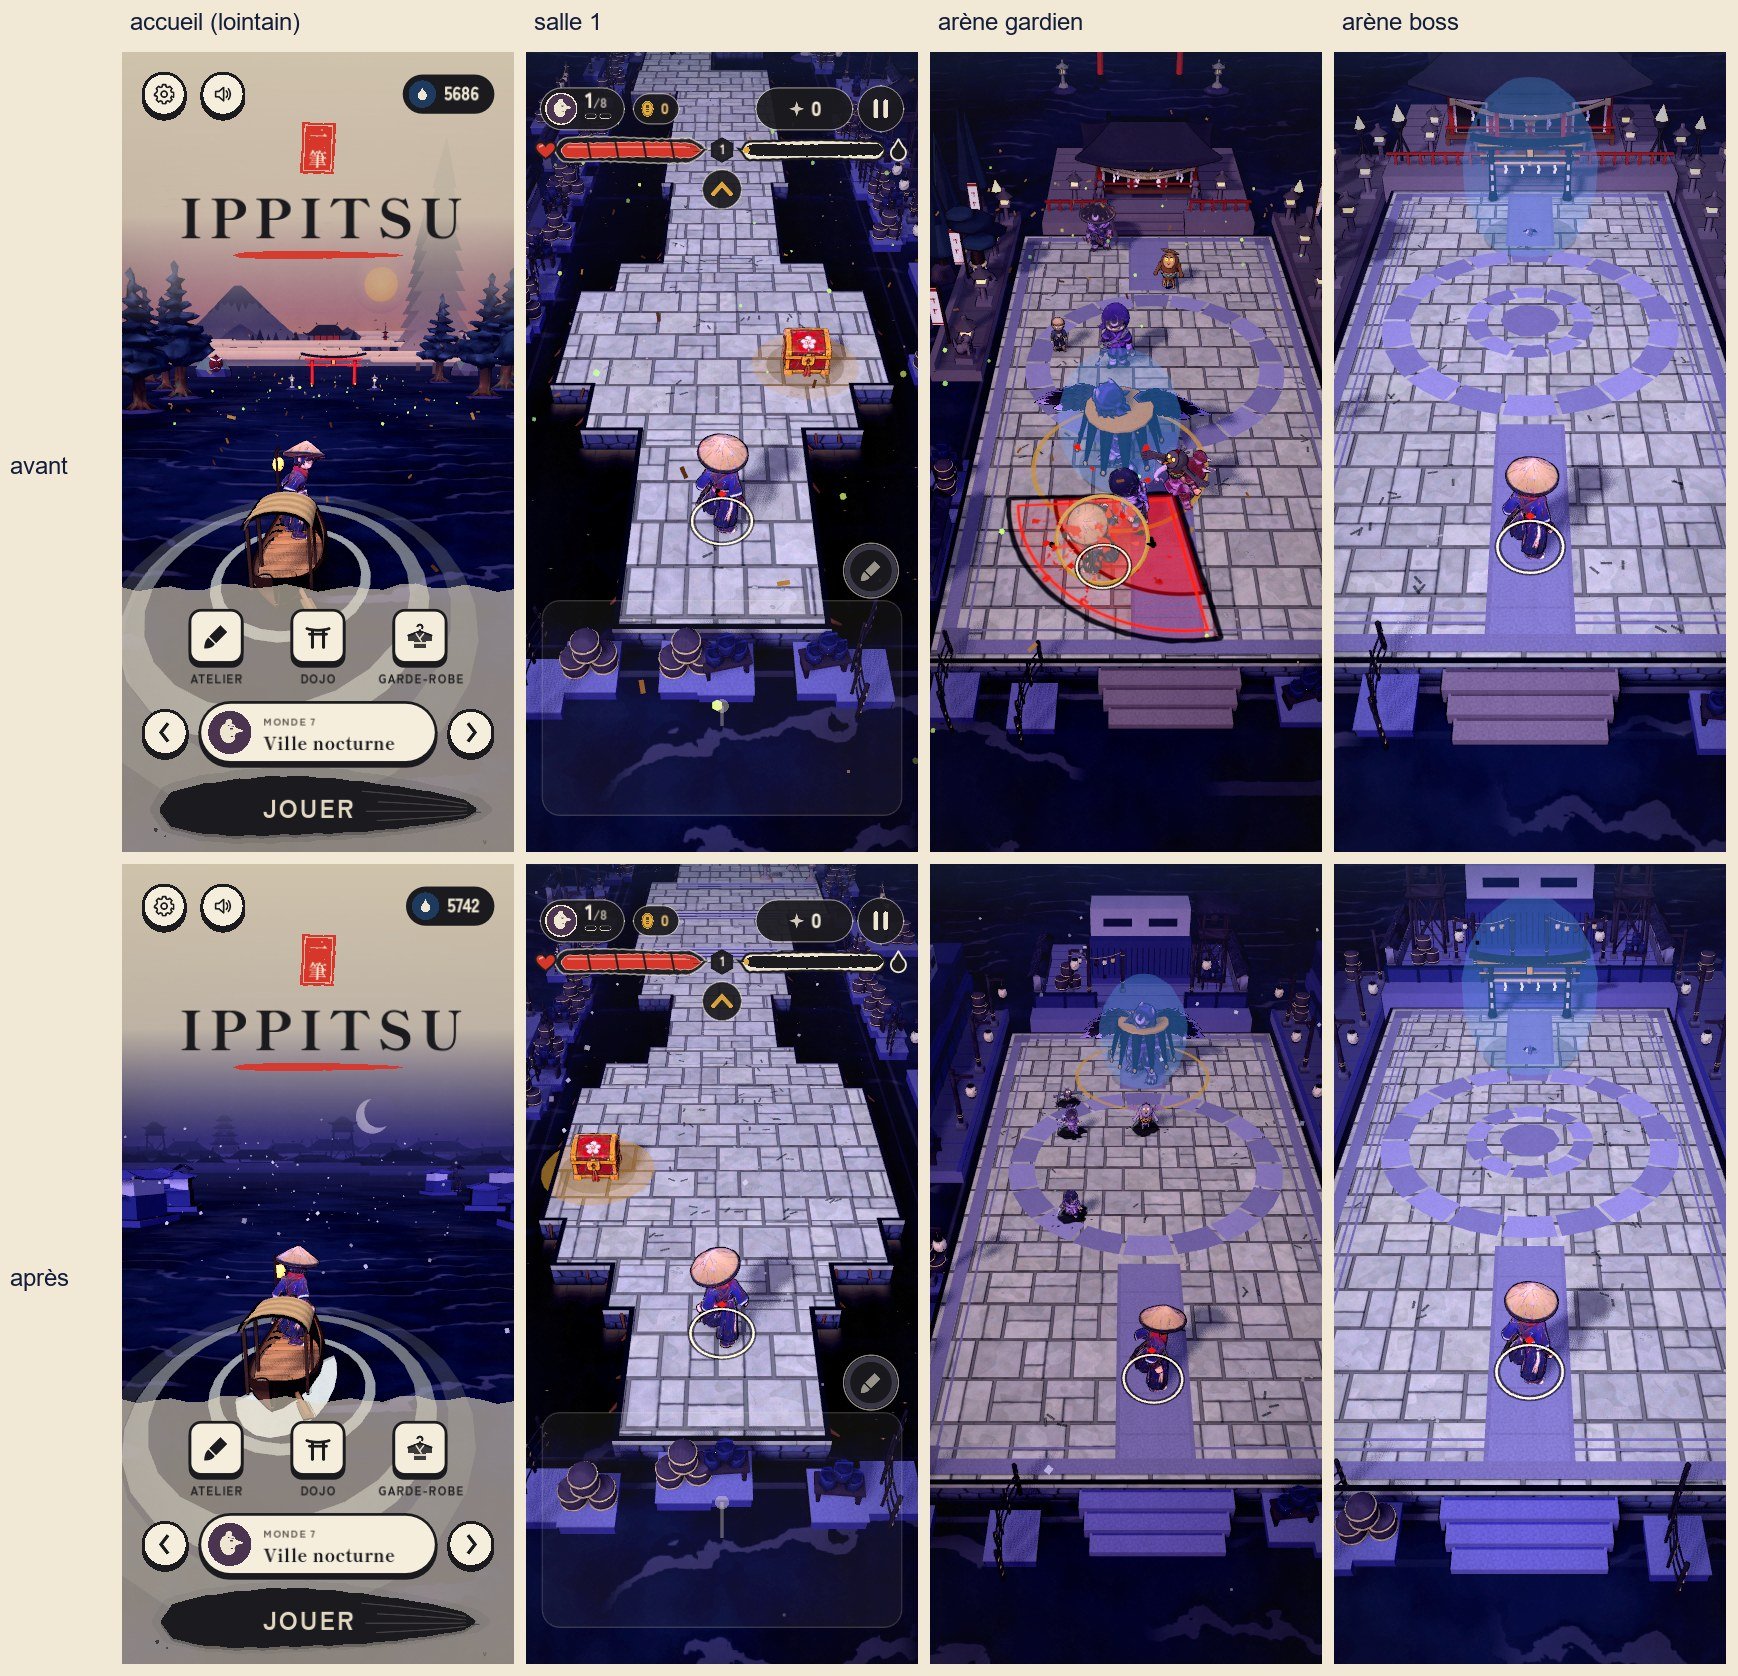 accueil (lointain)
salle 1
arène gardien
arène boss
avant
5686
一
筆
IPPITSU
ATELIER
DOJO
GARDE-ROBE
MONDE 7
Ville nocturne
JOUER
1/8
0
0
1
après
5742
一
筆
IPPITSU
ATELIER
DOJO
GARDE-ROBE
MONDE 7
Ville nocturne
JOUER
1/8
0
0
1